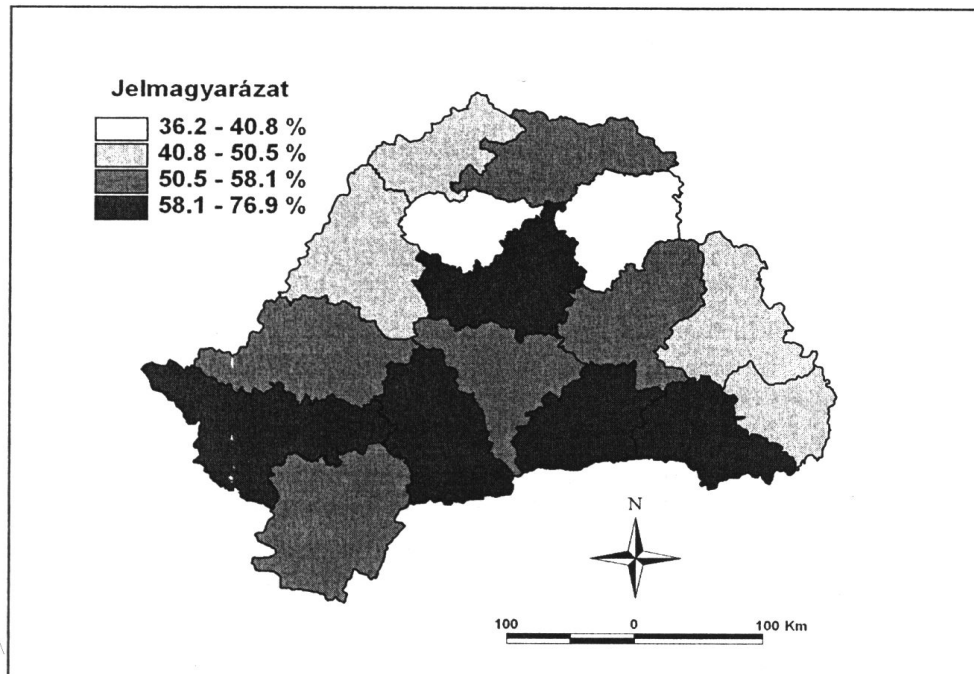 Jelmagyarázat
36.2 - 40.8 %
40.8 - 50.5 %
50.5 - 58.1 %
58.1 - 76.9 %
N
100 0 100 Km